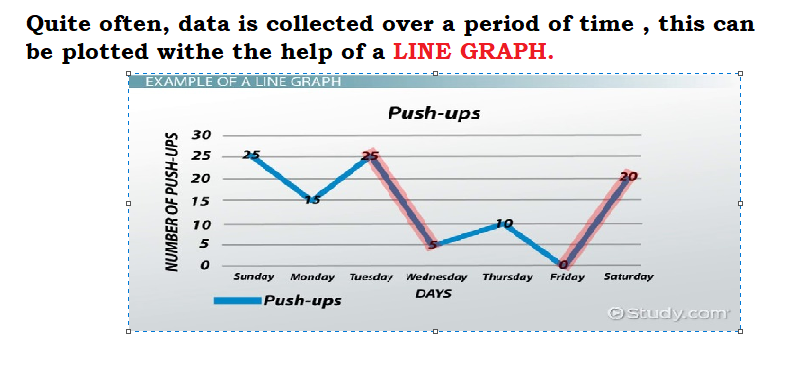 Quite often, data is collected over a period of time , this can
be plotted withe the help of a LINE GRAPH.
EXAMPLE OF A LINE GRAPH
Push-ups
NUMBER OF PUSH-UPS
30
25
20
15
10
5
0
25
15
25
5
10
0
20
Sunday Monday Tuesday Wednesday Thursday Friday Saturday
DAYS
Push-ups
© Study.com